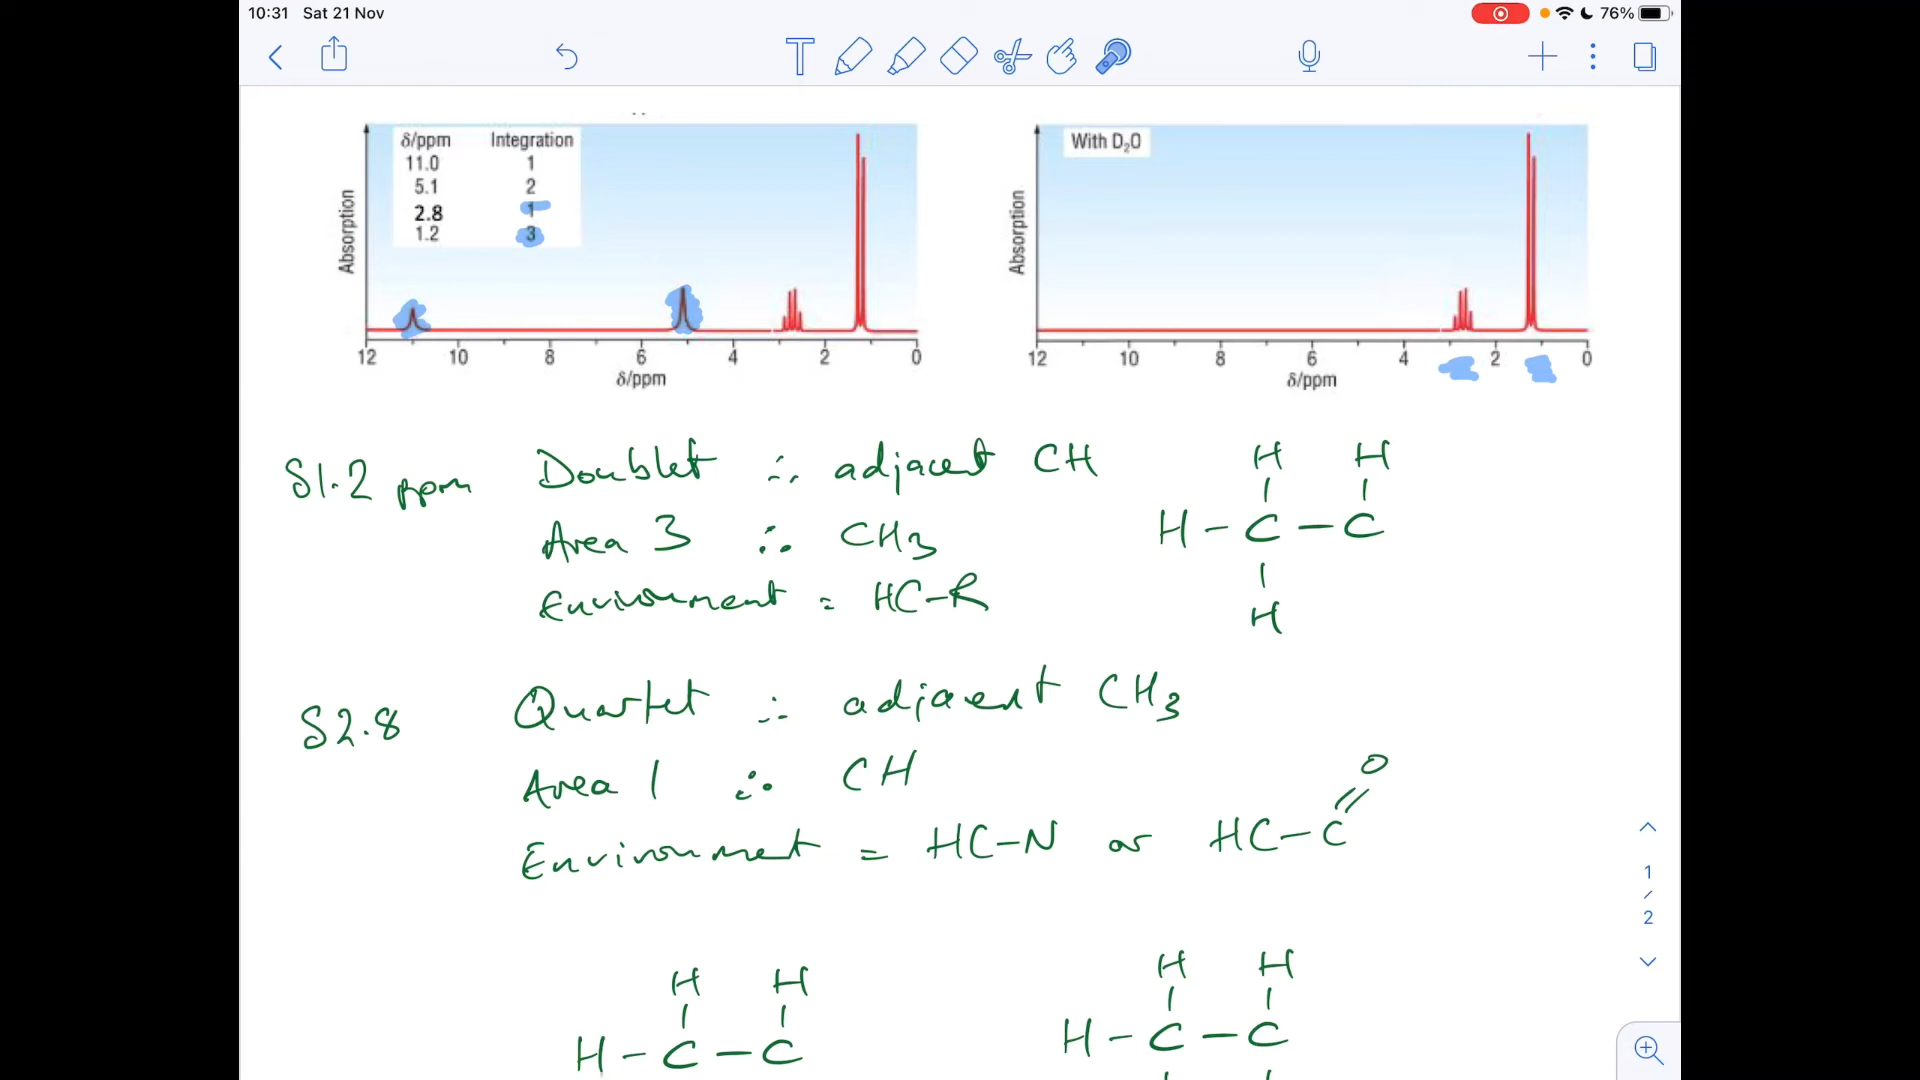 10:31 Sat 21 Nov
76%
T
δ/ppm Integration
11.0 1
5.1 2
2.8 1
1.2 3
Absorption
12 10 8 6 4 2 0
δ/ppm
With D₂O
Absorption
12 10 8 6 4 2 0
δ/ppm
δ1.2 ppm Doublet ∴ adjacent CH
Area 3 ∴ CH3
Environment = HC-R
H H
H - C - C
H
δ2.8 Quartet ∴ adjacent CH3
Area 1 ∴ CH
O
Environment = HC-N or HC-C
1
/
2
H H
H - C - C
H H
H - C - C